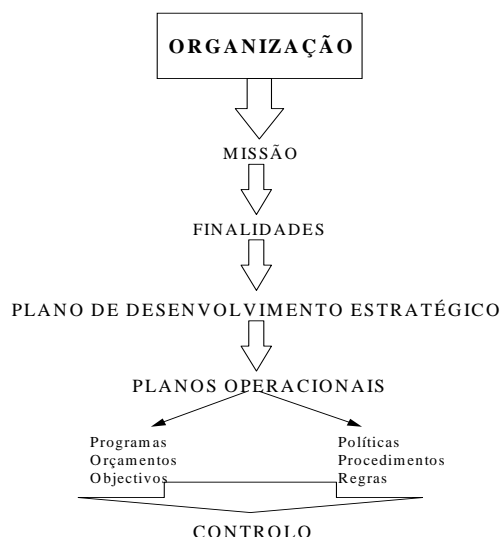 ORGANIZAÇÃO
MISSÃO
FINALIDADES
PLANO DE DESENVOLVIMENTO ESTRATÉGICO
PLANOS OPERACIONAIS
Programas
Orçamentos
Objectivos
Políticas
Procedimentos
Regras
CONTROLO